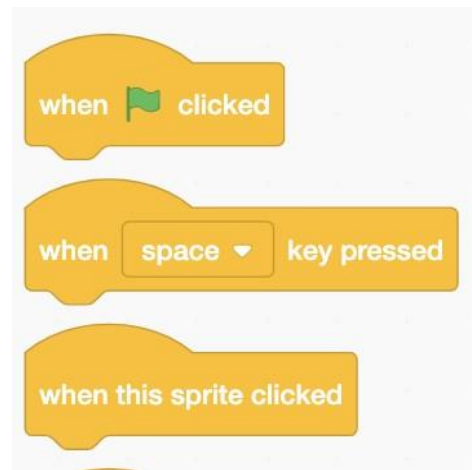 when clicked
when space key pressed
when this sprite clicked